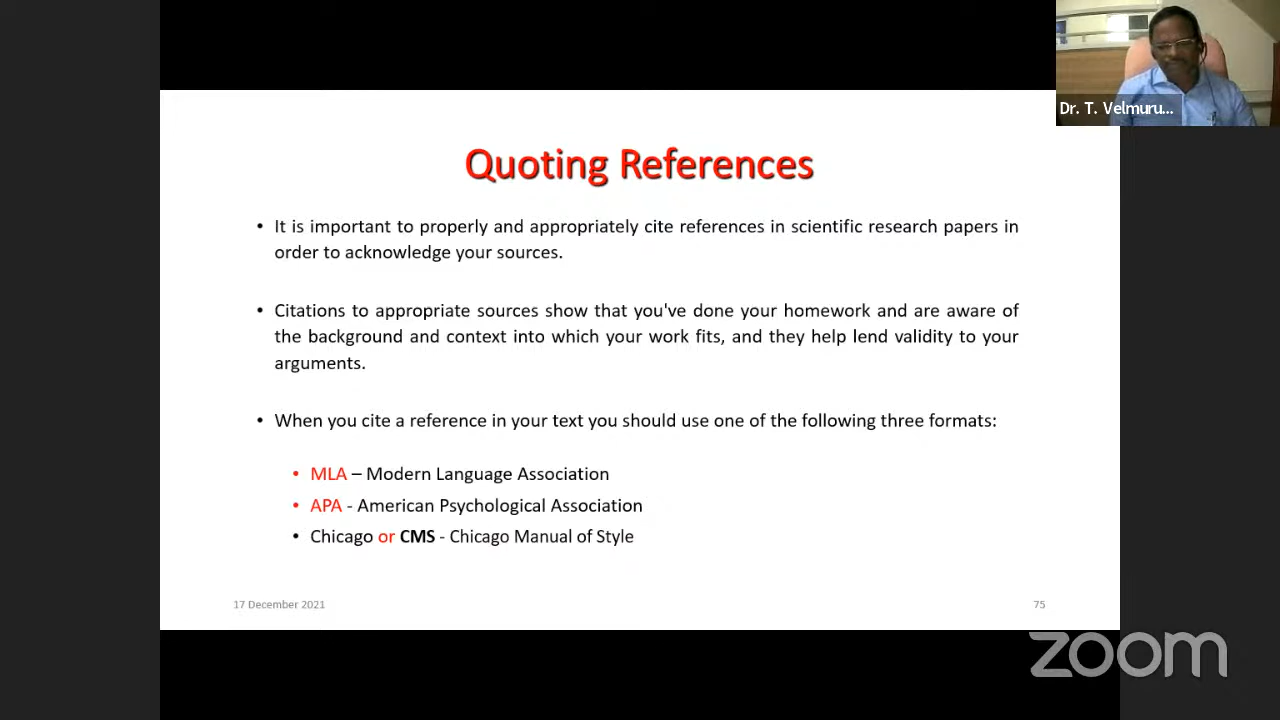 Dr. T. Velmuru...
Quoting References
• It is important to properly and appropriately cite references in scientific research papers in
order to acknowledge your sources.
• Citations to appropriate sources show that you've done your homework and are aware of
the background and context into which your work fits, and they help lend validity to your
arguments.
• When you cite a reference in your text you should use one of the following three formats:
• MLA – Modern Language Association
• APA - American Psychological Association
• Chicago or CMS - Chicago Manual of Style
17 December 2021
75
zoom